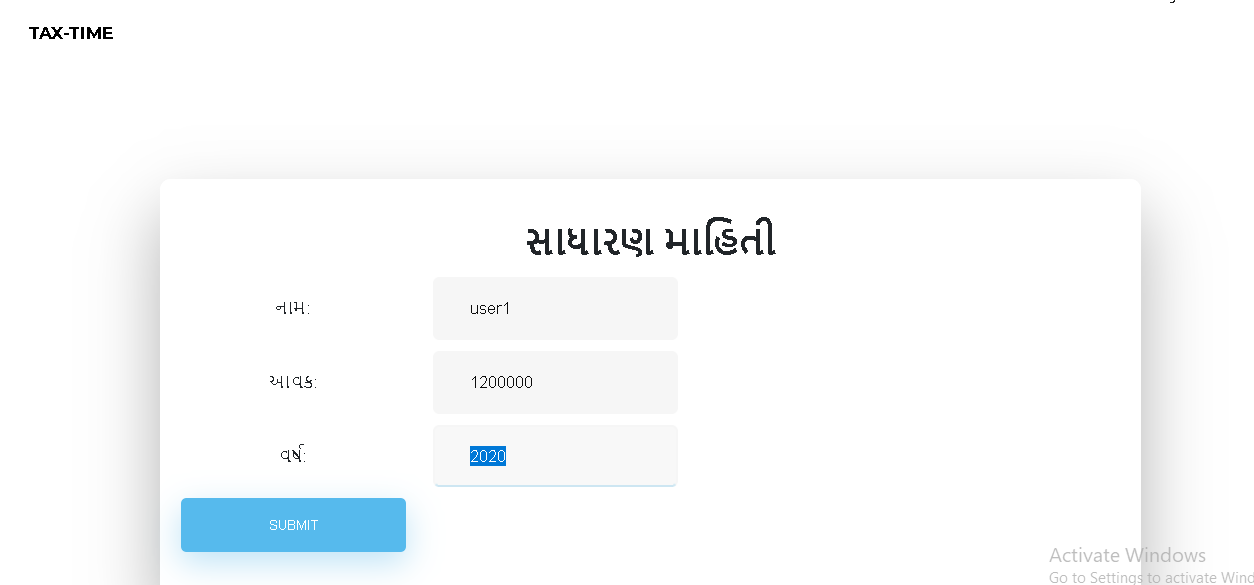 TAX-TIME
સાધારણ માહિતી
નામ: user1
આવક: 1200000
વર્ષ: 2020
SUBMIT
Activate Windows
Go to Settings to activate Wind